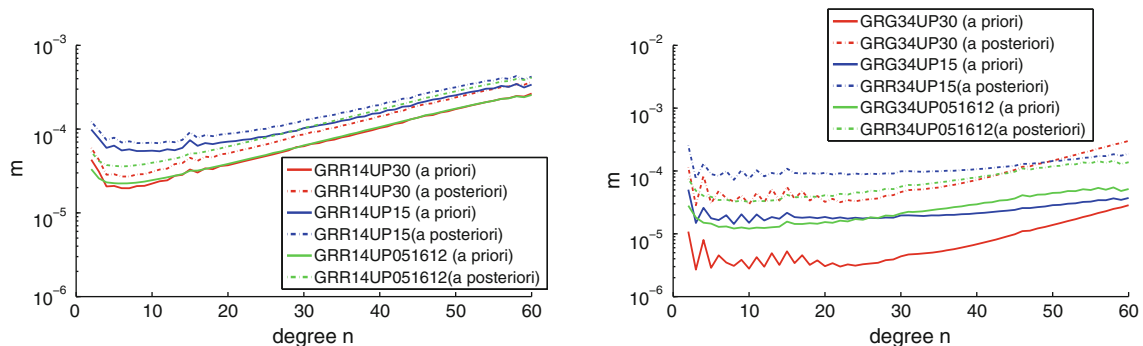 10−3
10−4
10−5
10−6
m
0 10 20 30 40 50 60
degree n
GRR14UP30 (a priori)
GRR14UP30 (a posteriori)
GRR14UP15 (a priori)
GRR14UP15(a posteriori)
GRR14UP051612 (a priori)
GRR14UP051612(a posteriori)
GRG34UP30 (a priori)
GRG34UP30 (a posteriori)
GRG34UP15 (a priori)
GRR34UP15(a posteriori)
GRG34UP051612 (a priori)
GRR34UP051612(a posteriori)
10−2
10−3
10−4
10−5
10−6
m
0 10 20 30 40 50 60
degree n